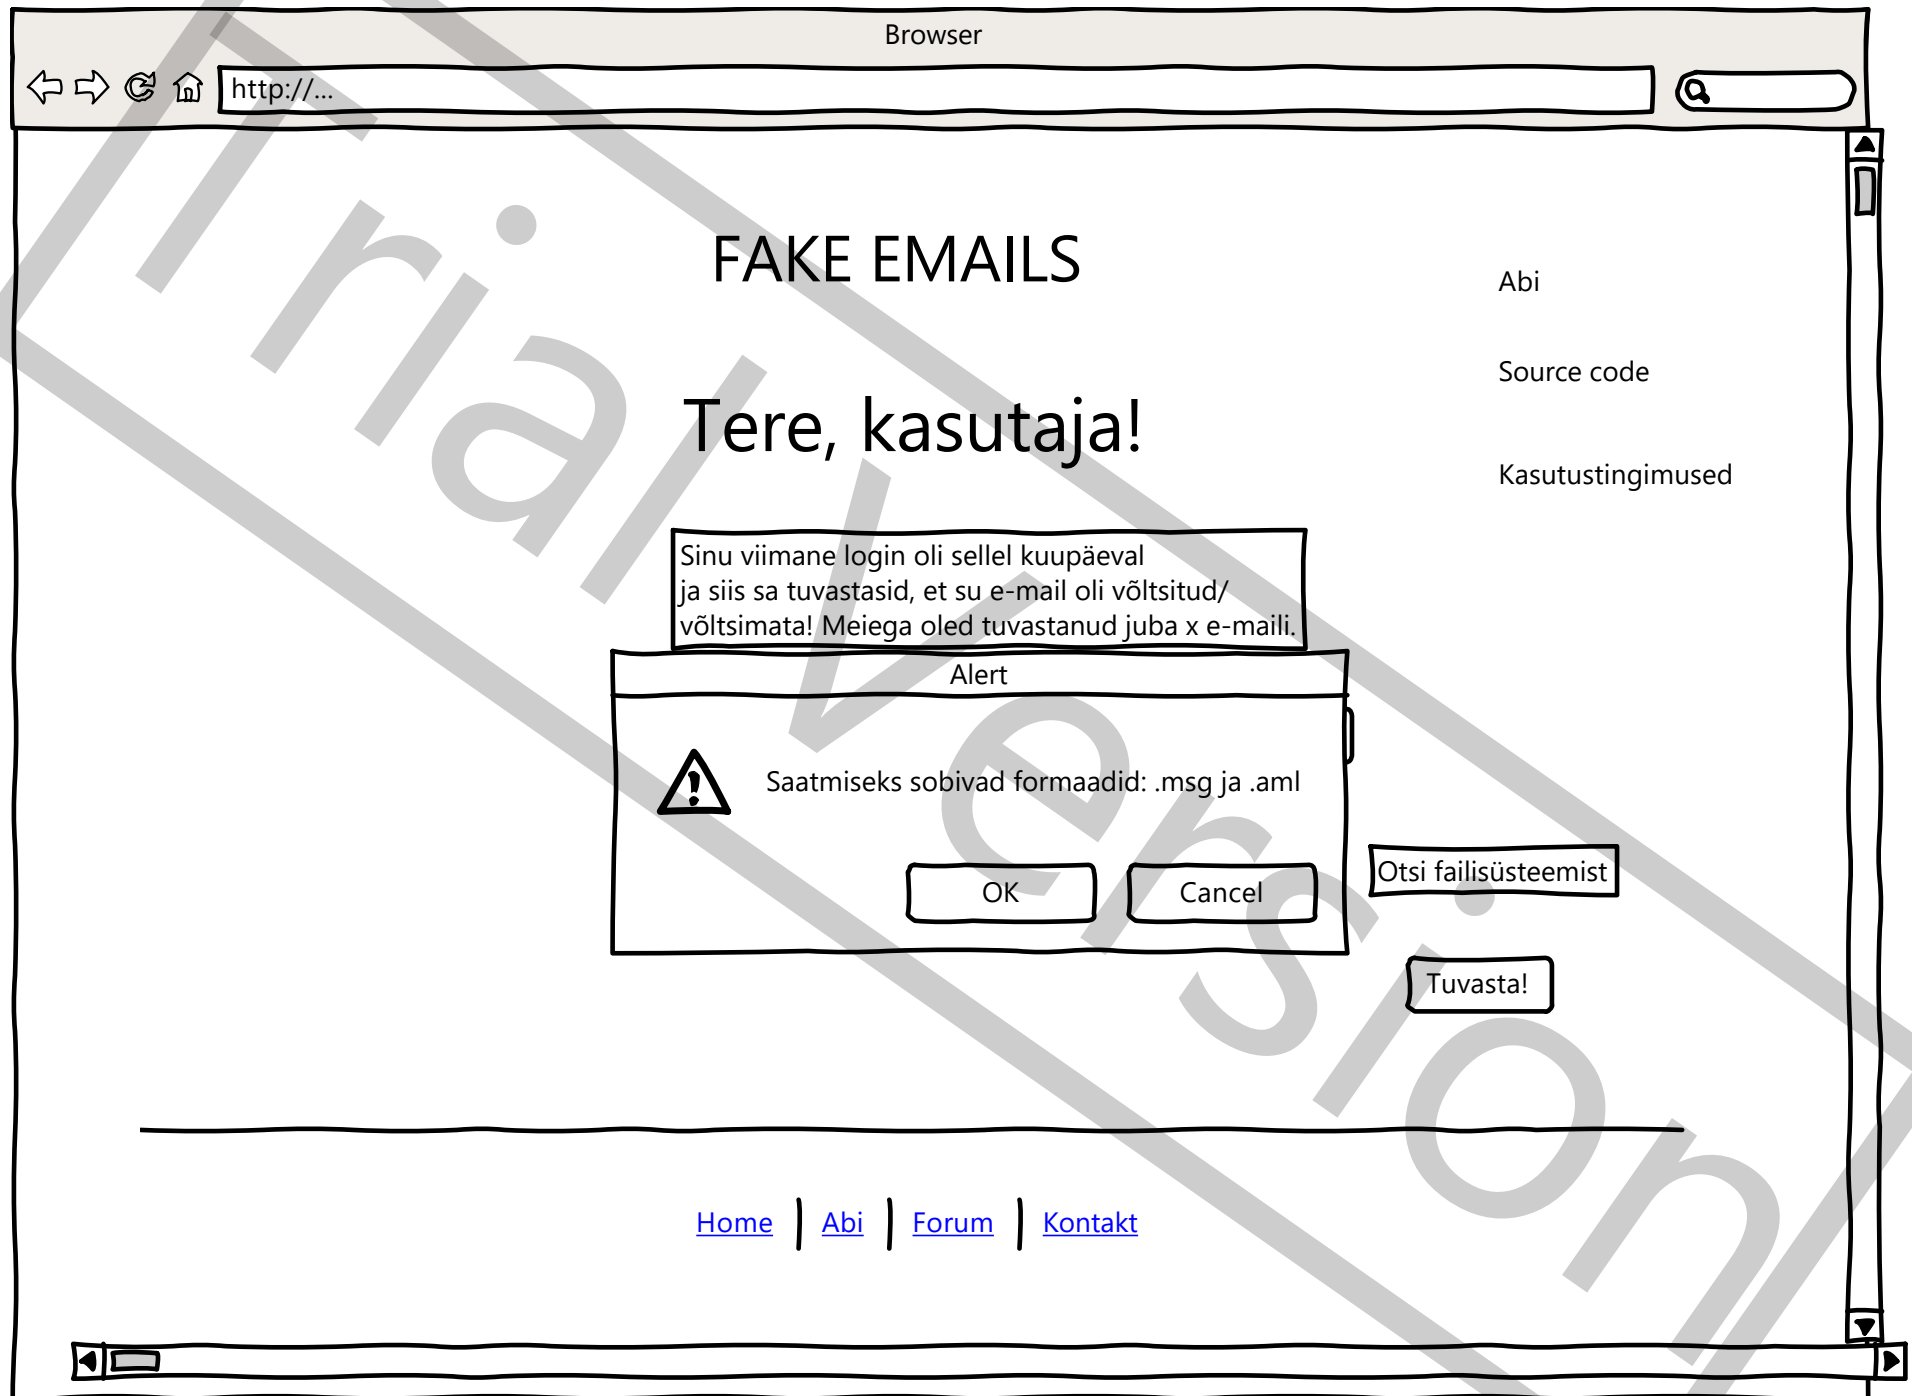 Browser
http://...
FAKE EMAILS
Abi
Source code
Tere, kasutaja!
Kasutustingimused
Sinu viimane login oli sellel kuupäeval
ja siis sa tuvastasid, et su e-mail oli võltsitud/
võltsimata! Meiega oled tuvastanud juba x e-maili.
Alert
Saatmiseks sobivad formaadid: .msg ja .aml
OK
Cancel
Otsi failisüsteemist
Tuvasta!
Home
Abi
Forum
Kontakt
Trial Version